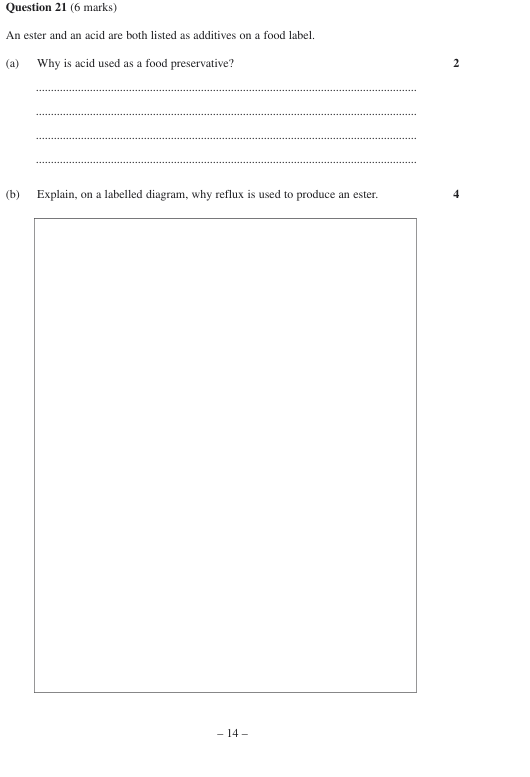 Question 21 (6 marks)
An ester and an acid are both listed as additives on a food label.
(a) Why is acid used as a food preservative? 2
(b) Explain, on a labelled diagram, why reflux is used to produce an ester. 4
– 14 –